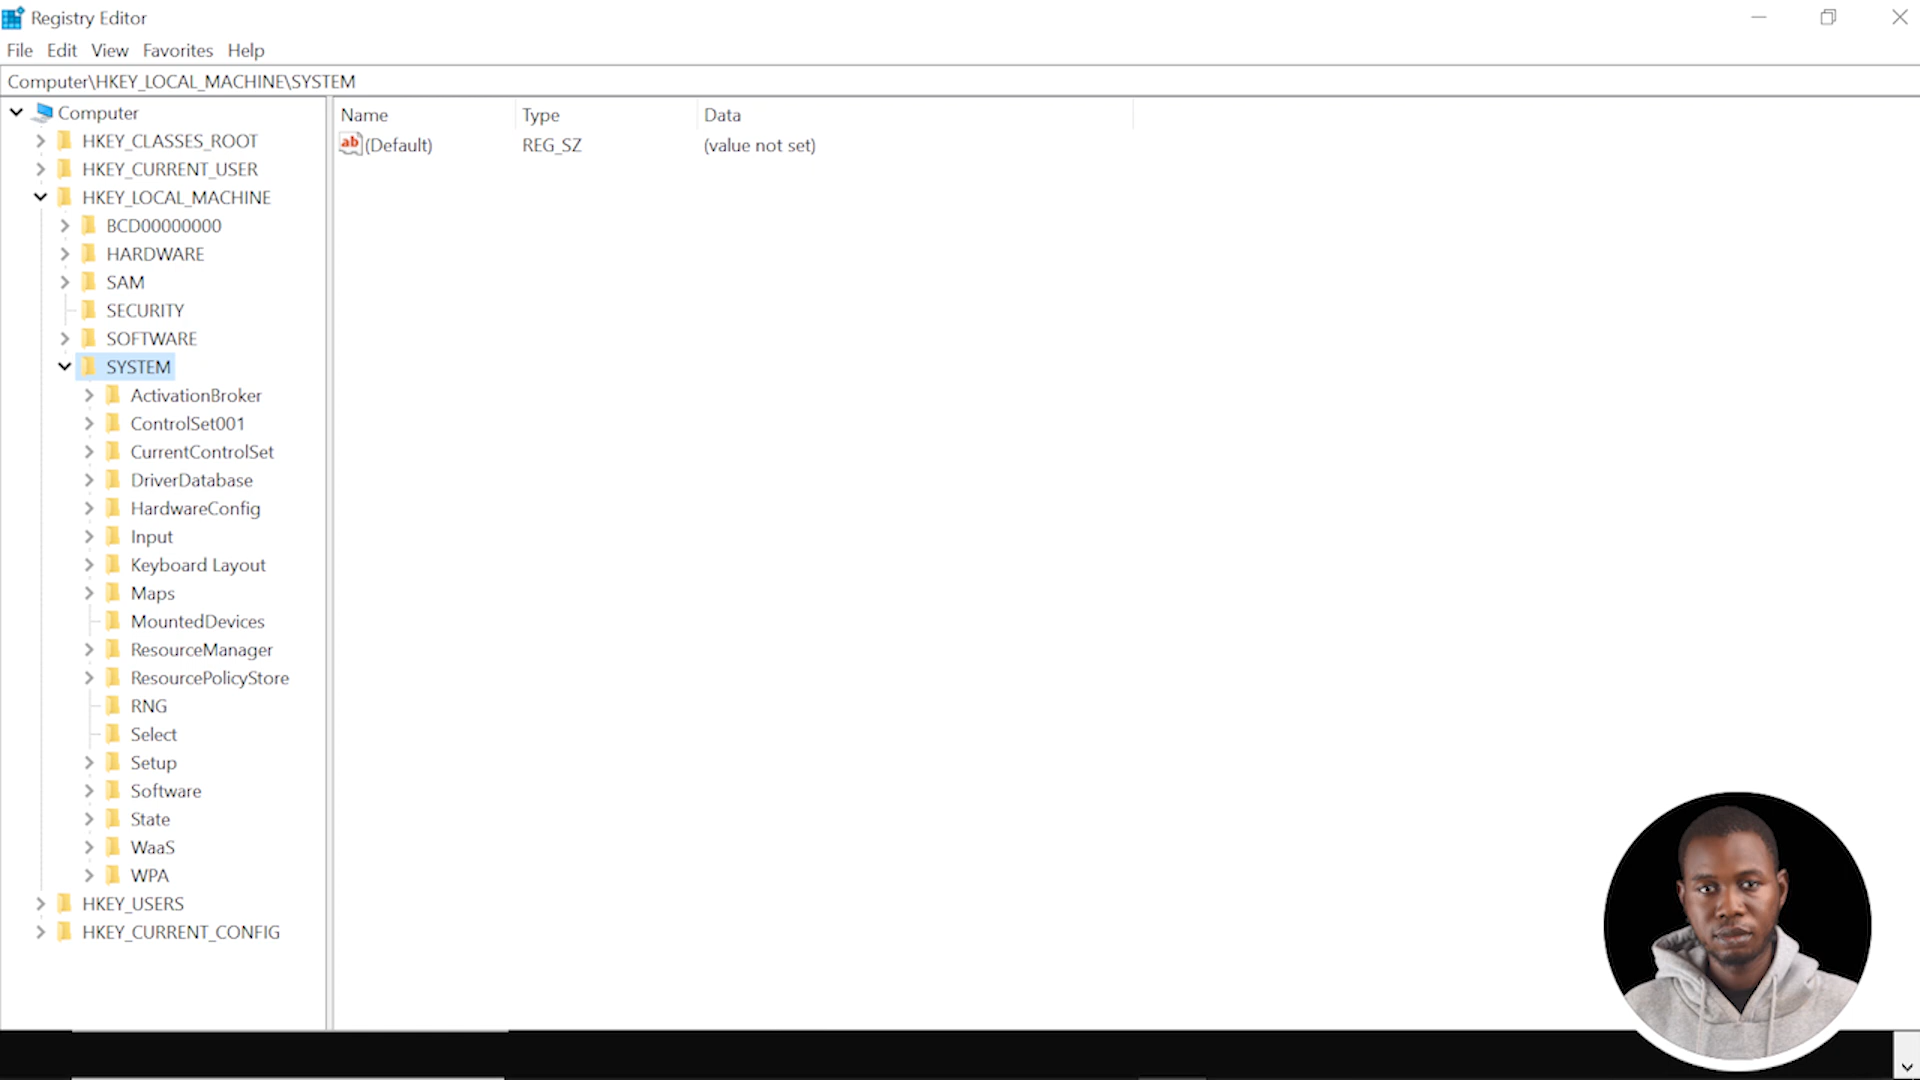 Registry Editor
File Edit View Favorites Help
Computer\HKEY_LOCAL_MACHINE\SYSTEM
Name Type Data
ab (Default) REG_SZ (value not set)
Computer
HKEY_CLASSES_ROOT
HKEY_CURRENT_USER
HKEY_LOCAL_MACHINE
BCD00000000
HARDWARE
SAM
SECURITY
SOFTWARE
SYSTEM
ActivationBroker
ControlSet001
CurrentControlSet
DriverDatabase
HardwareConfig
Input
Keyboard Layout
Maps
MountedDevices
ResourceManager
ResourcePolicyStore
RNG
Select
Setup
Software
State
WaaS
WPA
HKEY_USERS
HKEY_CURRENT_CONFIG